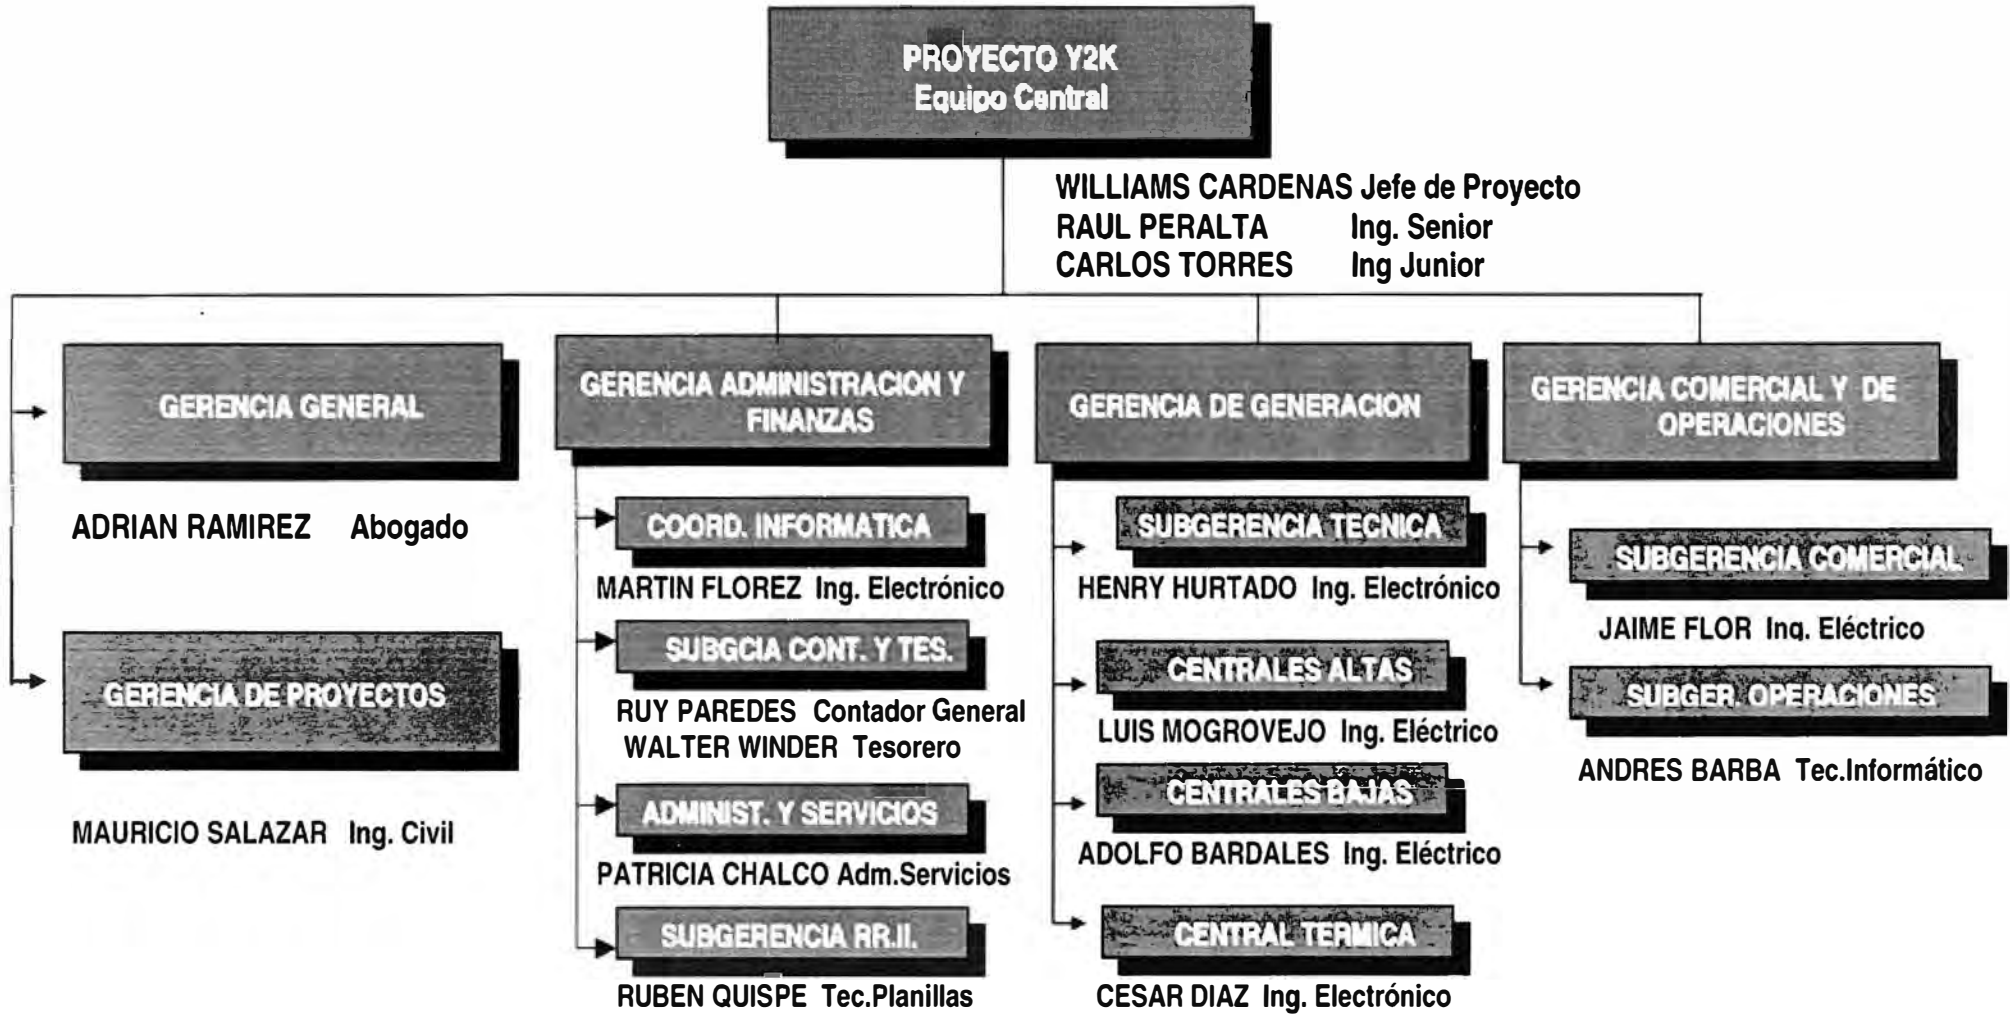 PROYECTO Y2K
Equipo Central
WILLIAMS CARDENAS Jefe de Proyecto
RAUL PERALTA Ing. Senior
CARLOS TORRES Ing Junior
GERENCIA GENERAL
ADRIAN RAMIREZ Abogado
GERENCIA DE PROYECTOS
MAURICIO SALAZAR Ing. Civil
GERENCIA ADMINISTRACION Y
FINANZAS
COORD. INFORMATICA
MARTIN FLOREZ Ing. Electrónico
SUBGCIA CONT. Y TES.
RUY PAREDES Contador General
WALTER WINDER Tesorero
ADMINIST. Y SERVICIOS
PATRICIA CHALCO Adm.Servicios
SUBGERENCIA RR.II.
RUBEN QUISPE Tec.Planillas
GERENCIA DE GENERACION
SUBGERENCIA TECNICA
HENRY HURTADO Ing. Electrónico
CENTRALES ALTAS
LUIS MOGROVEJO Ing. Eléctrico
CENTRALES BAJAS
ADOLFO BARDALES Ing. Eléctrico
CENTRAL TERMICA
CESAR DIAZ Ing. Electrónico
GERENCIA COMERCIAL Y DE
OPERACIONES
SUBGERENCIA COMERCIAL
JAIME FLOR Ing. Eléctrico
SUBGER. OPERACIONES
ANDRES BARBA Tec.Informático